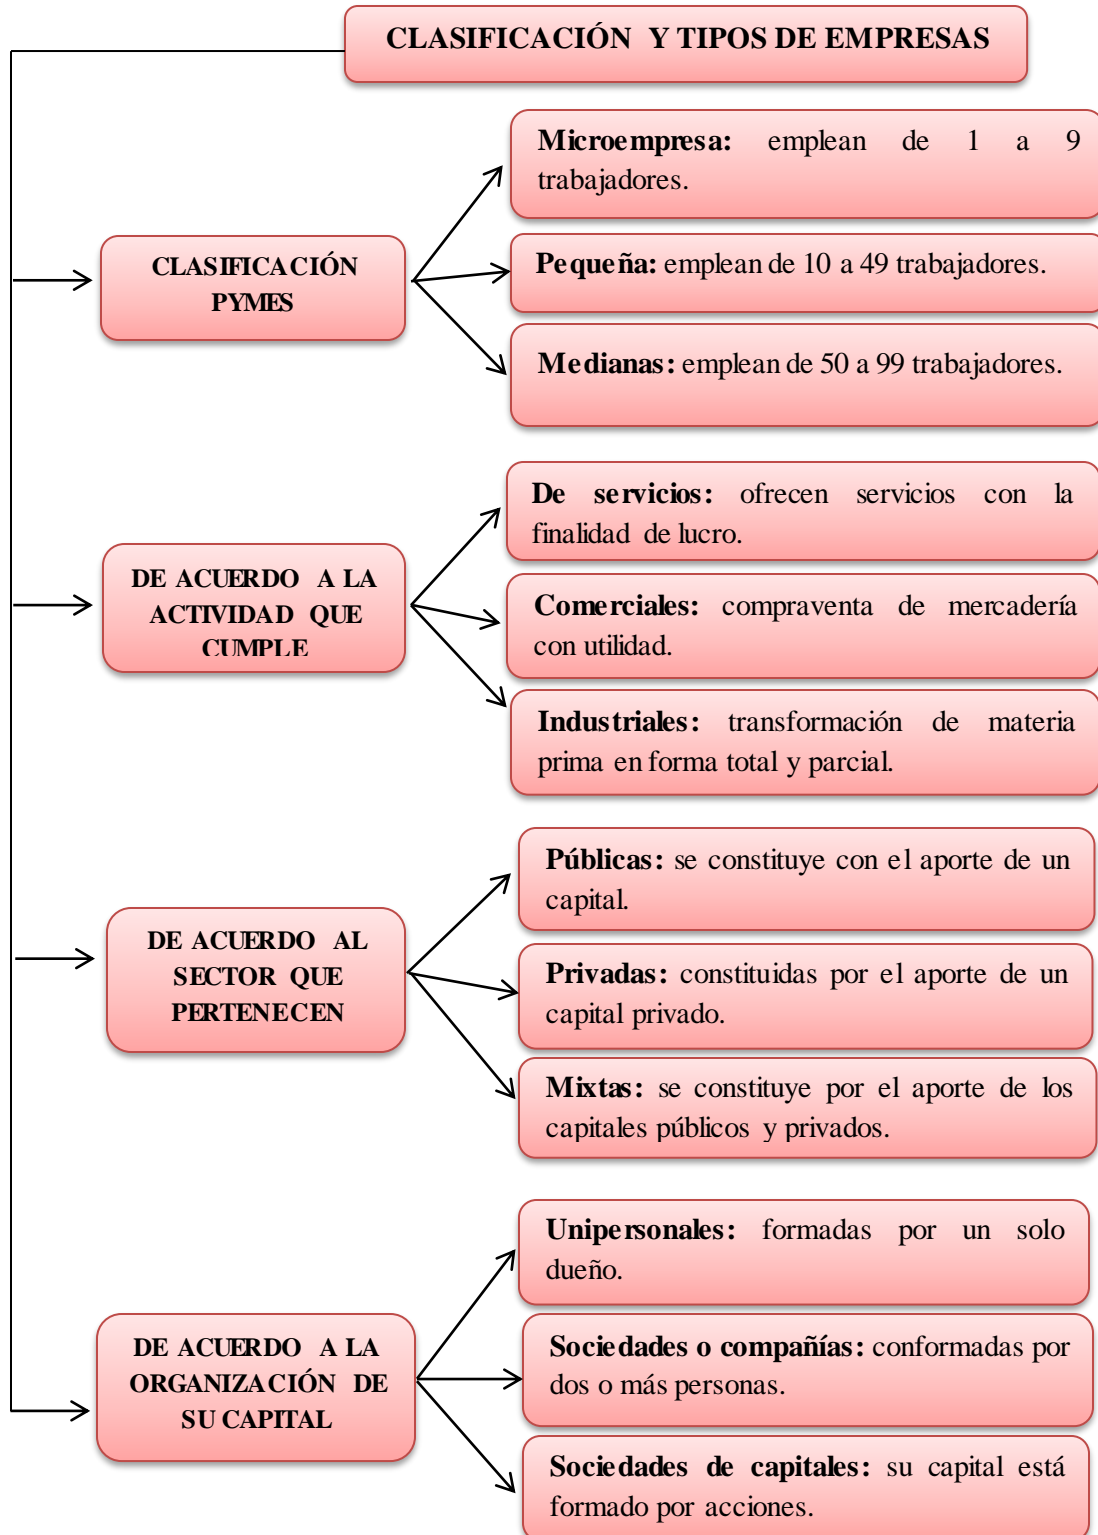 CLASIFICACIÓN Y TIPOS DE EMPRESAS
CLASIFICACIÓN
PYMES
Microempresa: emplean de 1 a 9
trabajadores.
Pequeña: emplean de 10 a 49 trabajadores.
Medianas: emplean de 50 a 99 trabajadores.
DE ACUERDO A LA
ACTIVIDAD QUE
CUMPLE
De servicios: ofrecen servicios con la
finalidad de lucro.
Comerciales: compraventa de mercadería
con utilidad.
Industriales: transformación de materia
prima en forma total y parcial.
DE ACUERDO AL
SECTOR QUE
PERTENECEN
Públicas: se constituye con el aporte de un
capital.
Privadas: constituidas por el aporte de un
capital privado.
Mixtas: se constituye por el aporte de los
capitales públicos y privados.
DE ACUERDO A LA
ORGANIZACIÓN DE
SU CAPITAL
Unipersonales: formadas por un solo
dueño.
Sociedades o compañías: conformadas por
dos o más personas.
Sociedades de capitales: su capital está
formado por acciones.